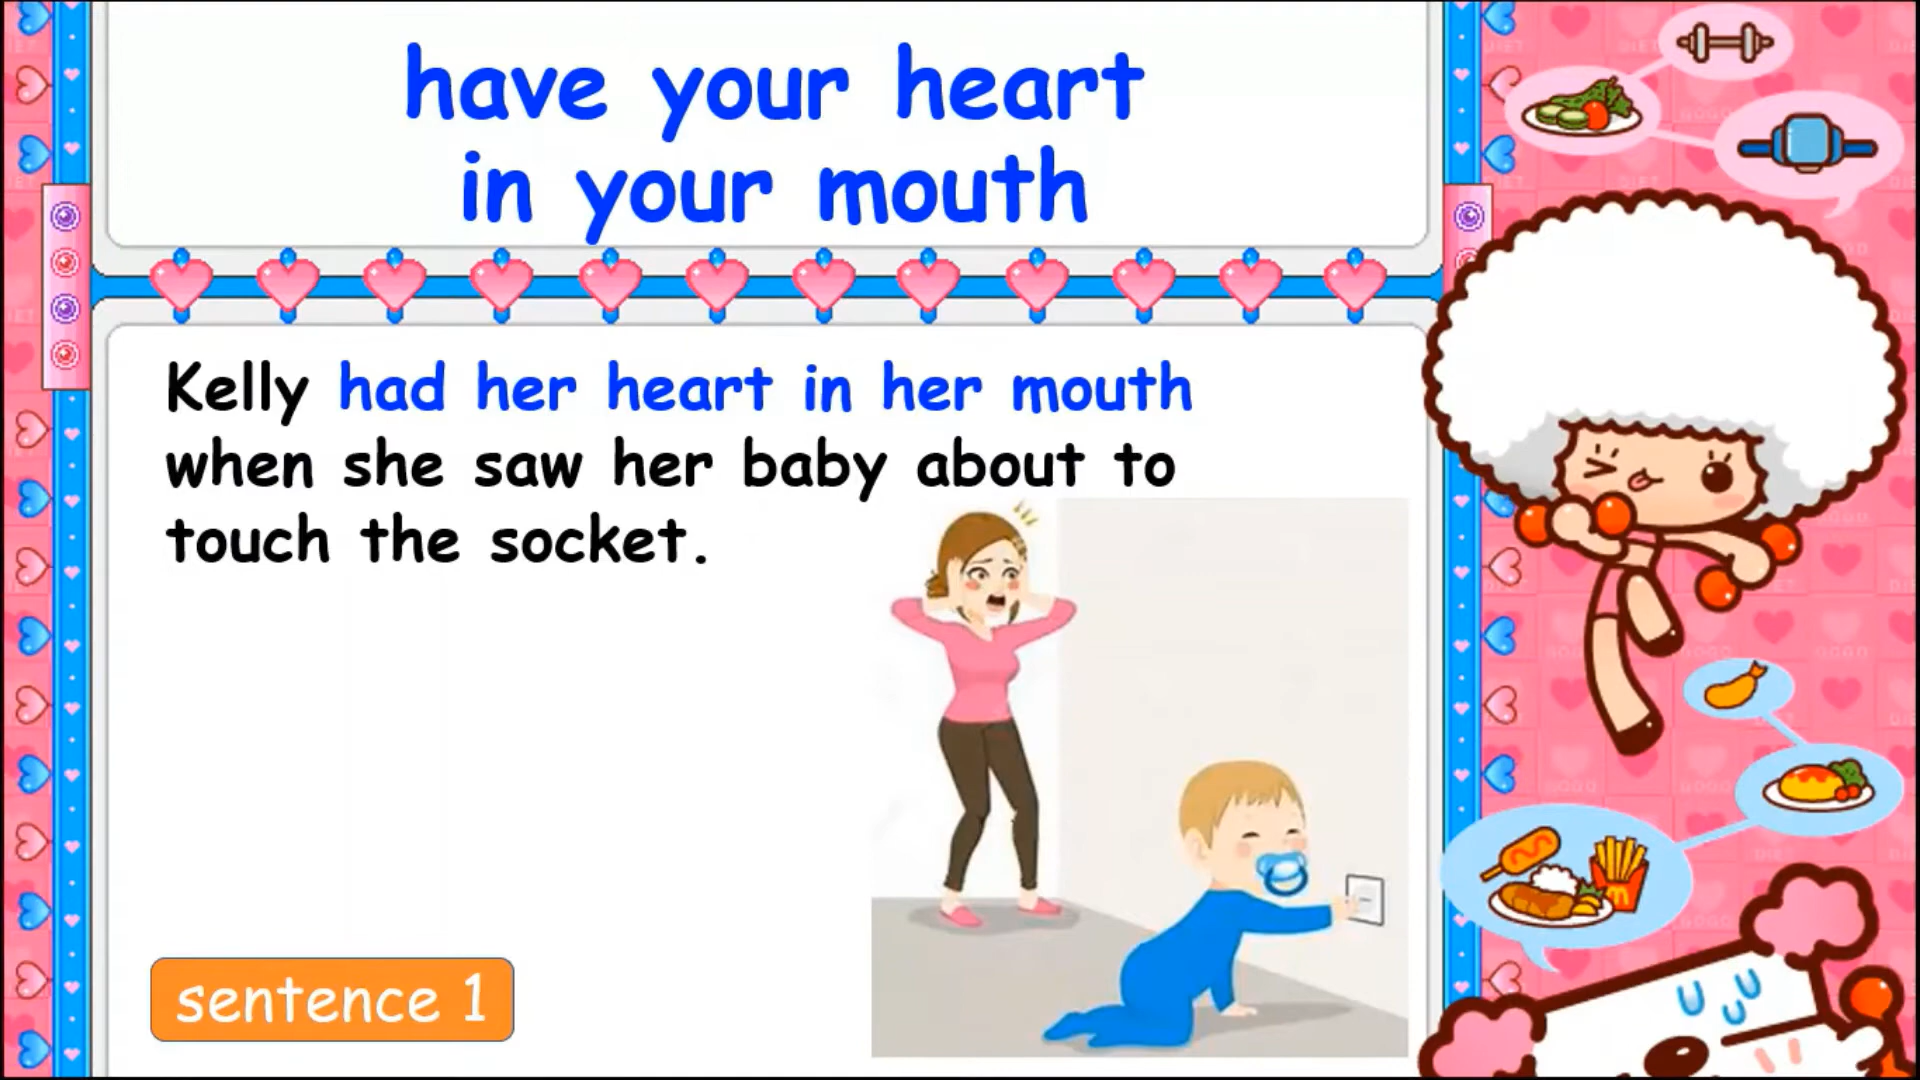 have your heart
in your mouth
Kelly had her heart in her mouth
when she saw her baby about to
touch the socket.
sentence 1